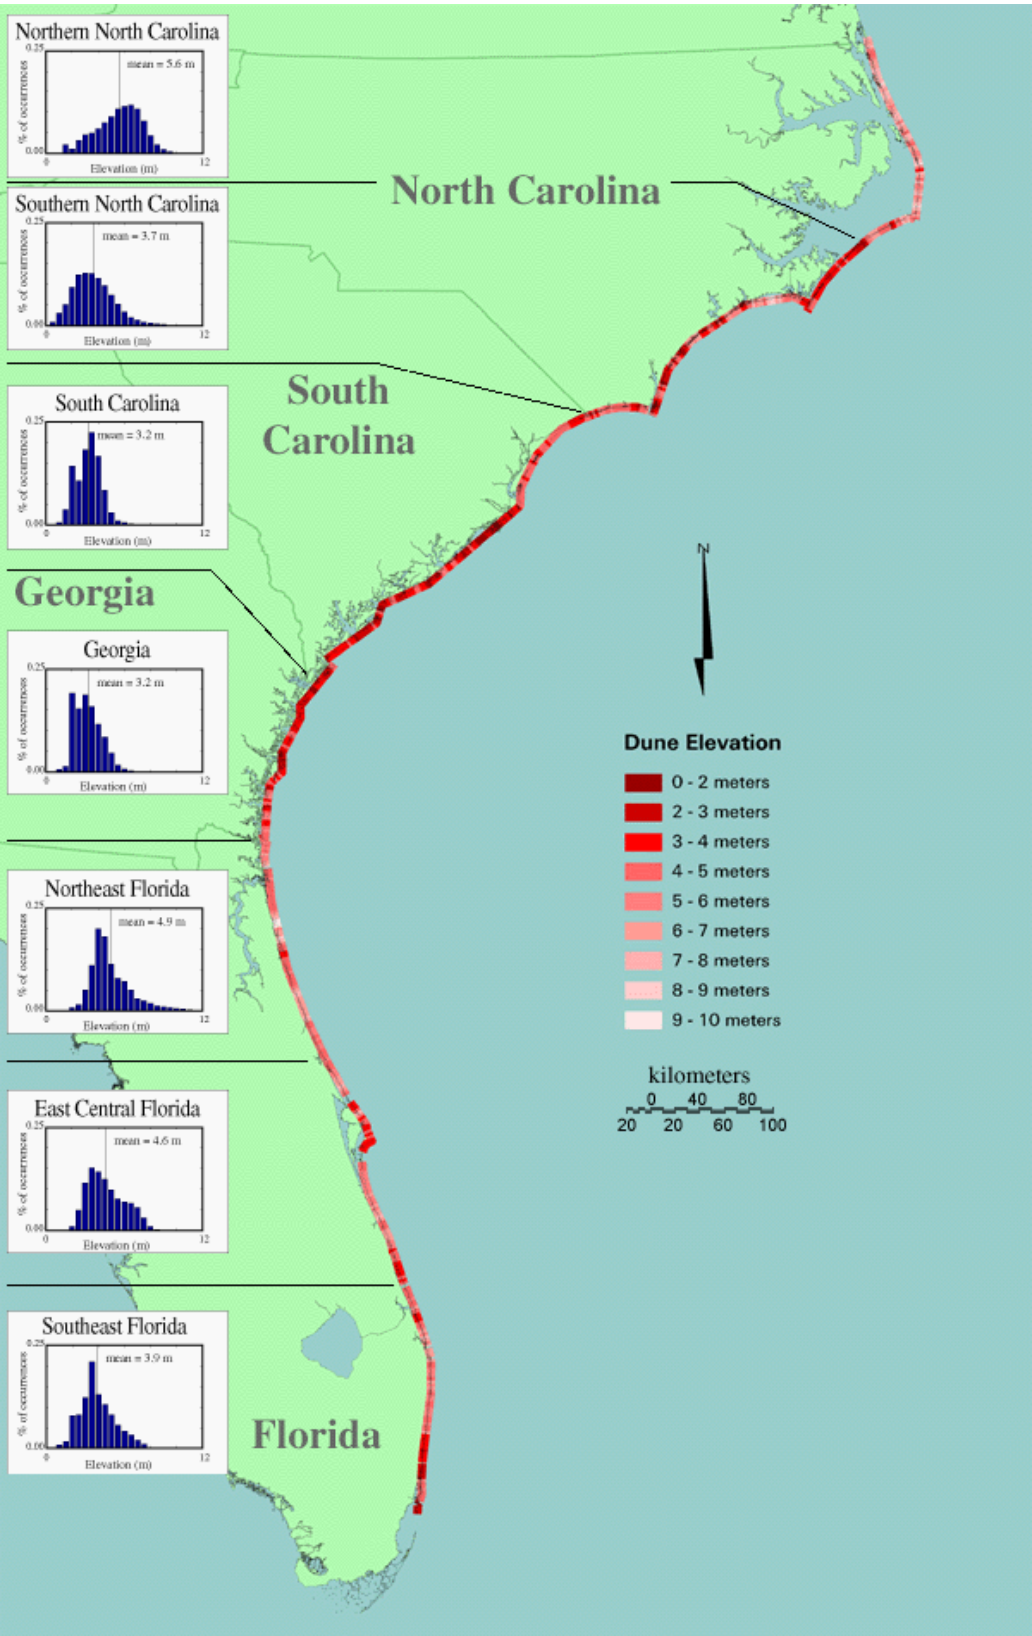 Northern North Carolina
0.25
mean = 5.6 m
% of occurrences
0.00
0
12
Elevation (m)
North Carolina
Southern North Carolina
0.25
mean = 3.7 m
% of occurrences
0.00
0
12
Elevation (m)
South
Carolina
South Carolina
0.25
mean = 3.2 m
% of occurrences
0.00
0
12
Elevation (m)
N
Georgia
Georgia
0.25
mean = 3.2 m
% of occurrences
0.00
0
12
Elevation (m)
Dune Elevation
0 - 2 meters
2 - 3 meters
3 - 4 meters
4 - 5 meters
5 - 6 meters
6 - 7 meters
7 - 8 meters
8 - 9 meters
9 - 10 meters
Northeast Florida
0.25
mean = 4.9 m
% of occurrences
0.00
0
12
Elevation (m)
kilometers
0 40 80
20 20 60 100
East Central Florida
0.25
mean = 4.6 m
% of occurrences
0.00
0
12
Elevation (m)
Southeast Florida
0.25
mean = 3.9 m
% of occurrences
0.00
0
12
Elevation (m)
Florida